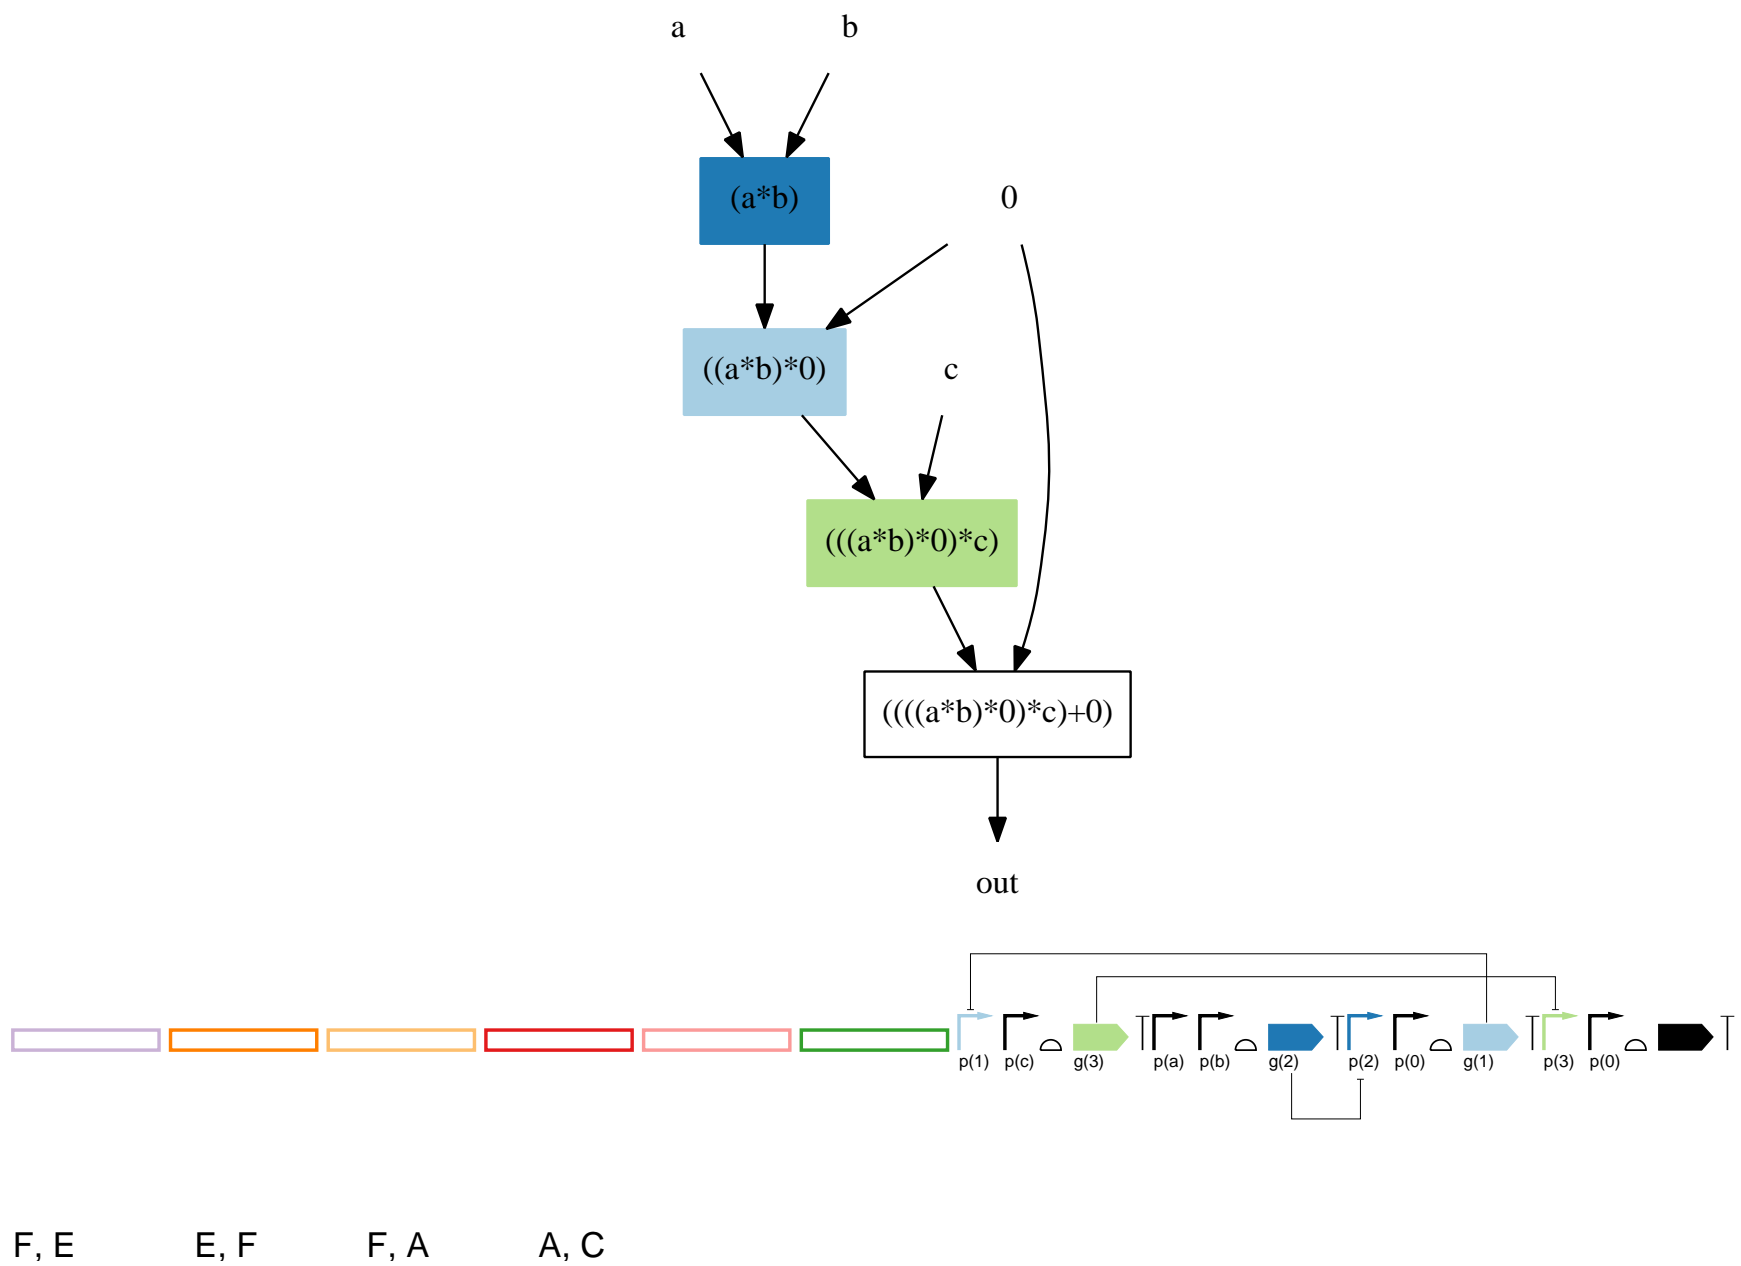 a b
(a*b) 0
((a*b)*0) c
(((a*b)*0)*c)
((((a*b)*0)*c)+0)
out
p(1) p(c) g(3) p(a) p(b) g(2) p(2) p(0) g(1) p(3) p(0)
F, E E, F F, A A, C